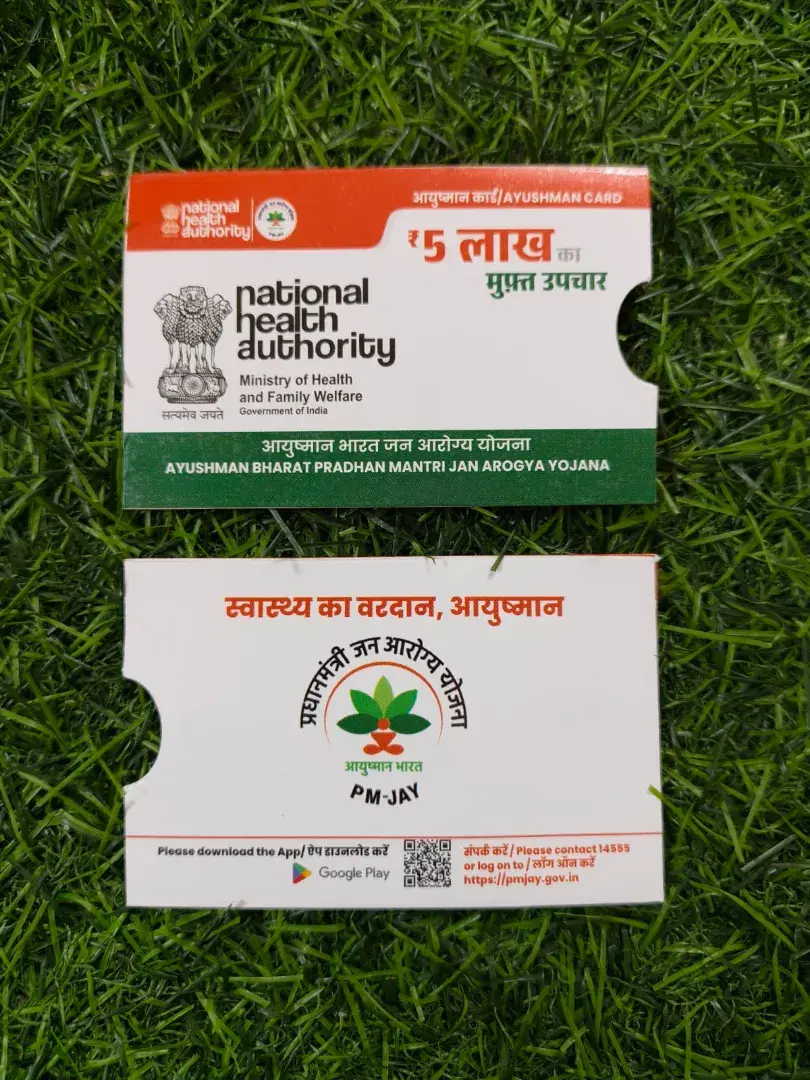 national
health
authority
आयुष्मान कार्ड/AYUSHMAN CARD
PM-JAY
₹5 लाख का
मुफ़्त उपचार
national
health
authority
Ministry of Health
and Family Welfare
Government of India
सत्यमेव जयते
आयुष्मान भारत जन आरोग्य योजना
AYUSHMAN BHARAT PRADHAN MANTRI JAN AROGYA YOJANA
स्वास्थ्य का वरदान, आयुष्मान
प्रधानमंत्री जन आरोग्य योजना
आयुष्मान भारत
PM-JAY
Please download the App/ ऐप डाउनलोड करें
Google Play
संपर्क करें / Please contact 14555
or log on to / लॉग ऑन करें
https://pmjay.gov.in